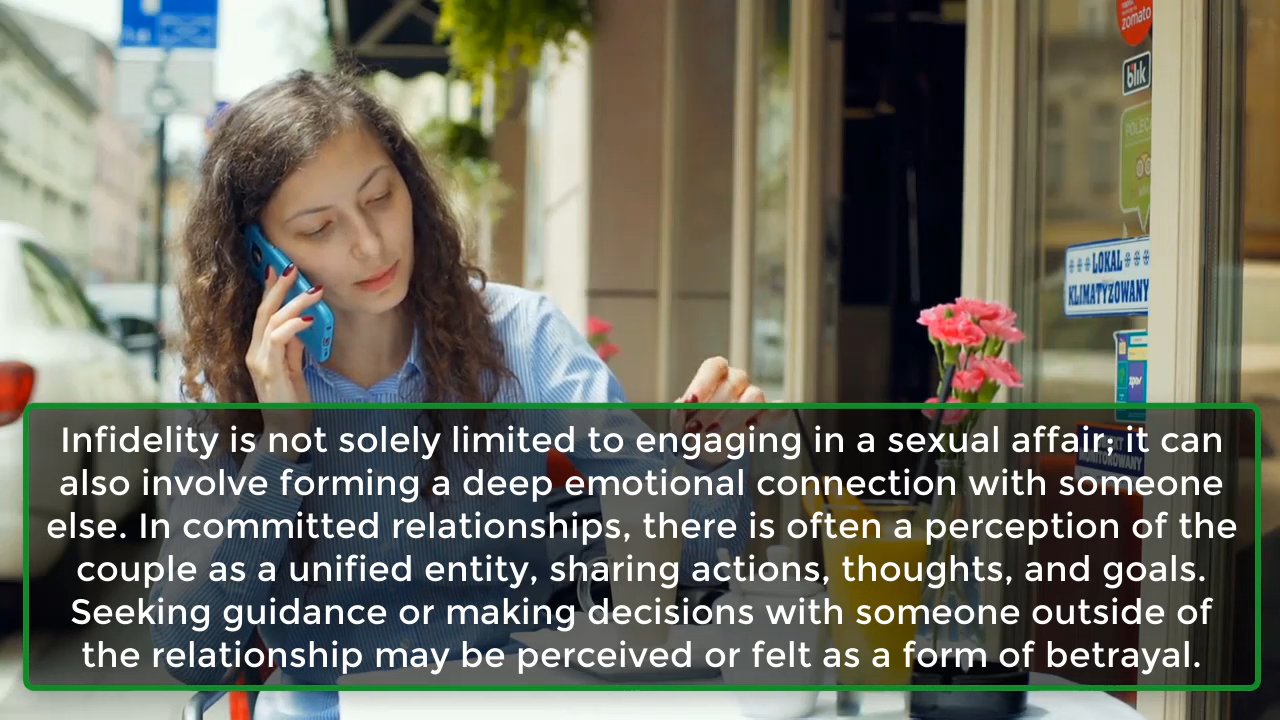 zomato
blik
POLEC
LOKAL
KLIMATYZOWANY
Infidelity is not solely limited to engaging in a sexual affair; it can
also involve forming a deep emotional connection with someone
else. In committed relationships, there is often a perception of the
couple as a unified entity, sharing actions, thoughts, and goals.
Seeking guidance or making decisions with someone outside of
the relationship may be perceived or felt as a form of betrayal.